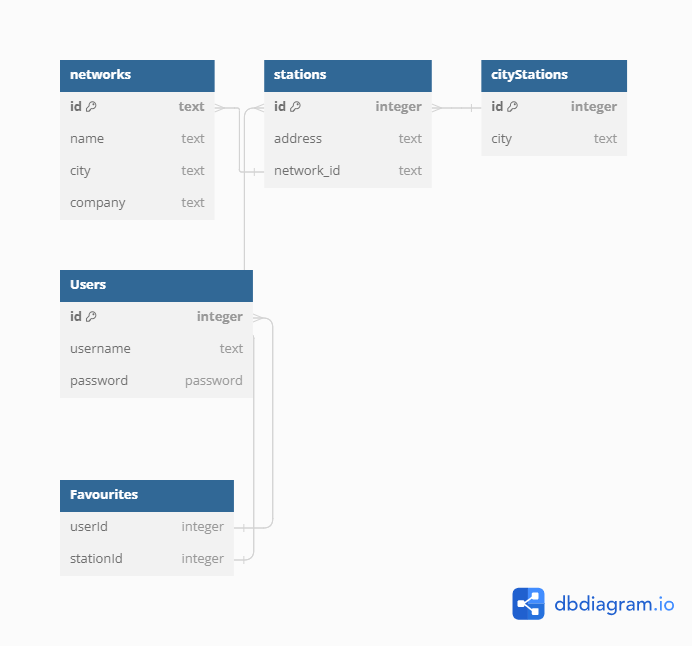 networks
id text
name text
city text
company text
stations
id integer
address text
network_id text
cityStations
id integer
city text
Users
id integer
username text
password password
Favourites
userId integer
stationId integer
dbdiagram.io